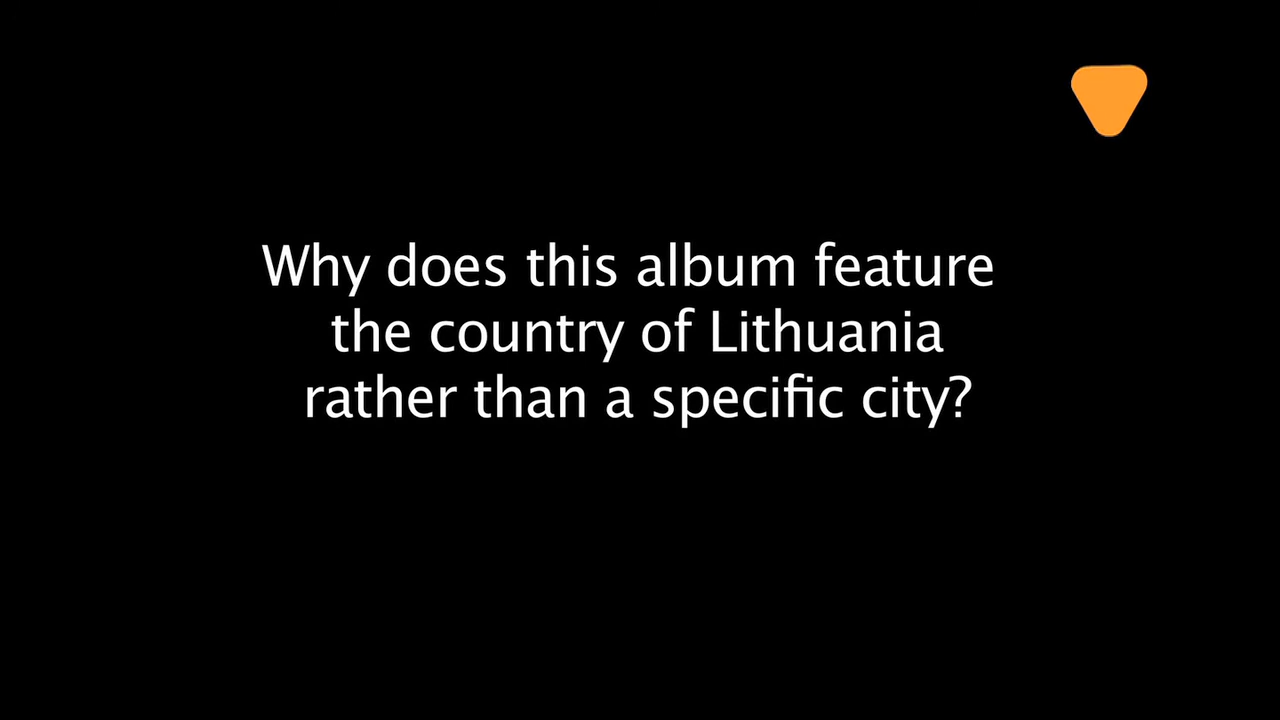 Why does this album feature
the country of Lithuania
rather than a specific city?